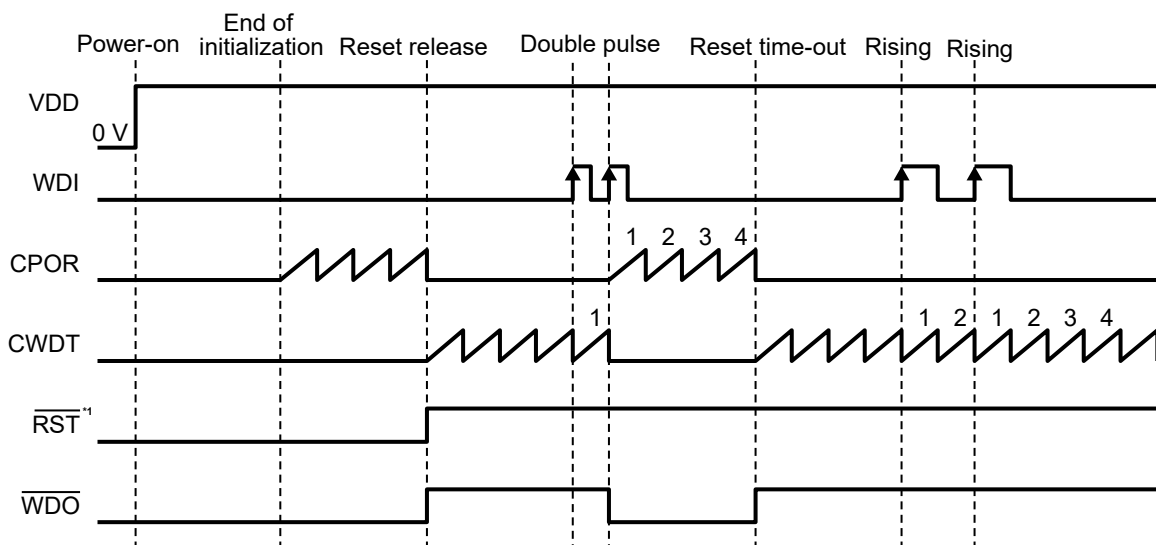 End of
Power-on initialization Reset release Double pulse Reset time-out Rising Rising
VDD
0 V
WDI
1 2 3 4
CPOR
1 1 2 1 2 3 4
CWDT
RST*1
WDO